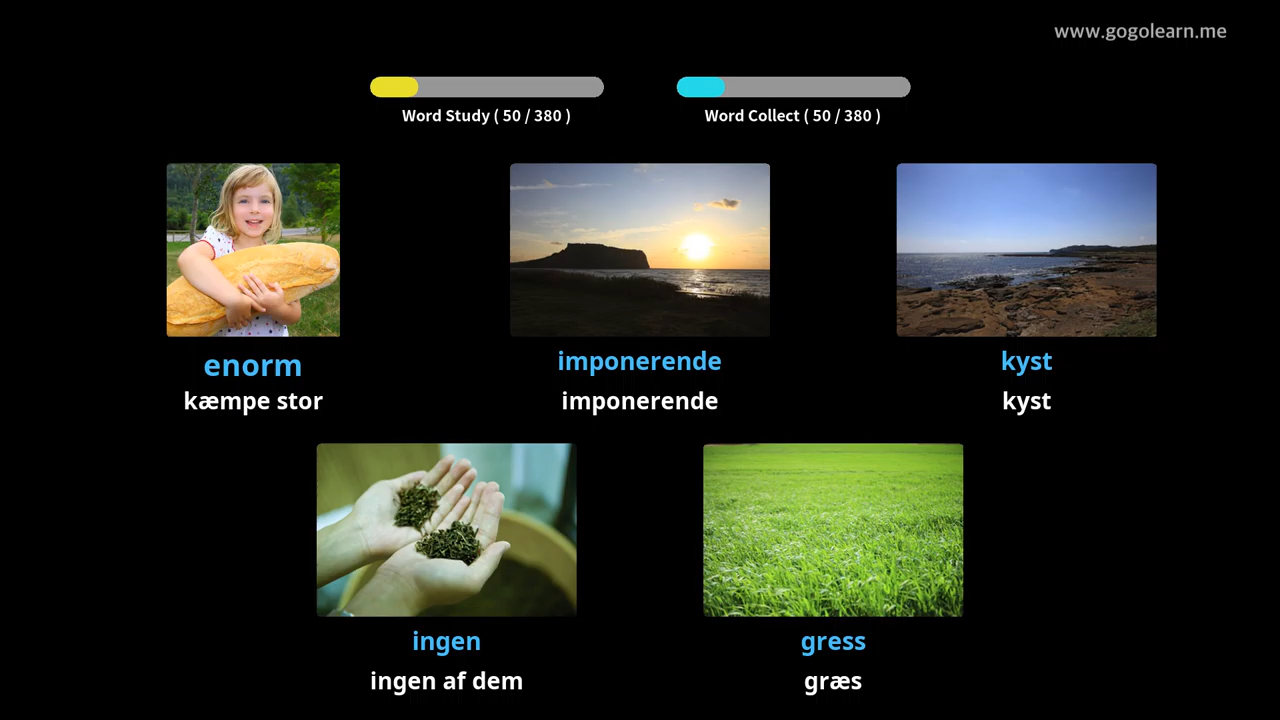 www.gogolearn.me
Word Study ( 50 / 380 )
Word Collect ( 50 / 380 )
enorm
kæmpe stor
imponerende
imponerende
kyst
kyst
ingen
ingen af dem
gress
græs